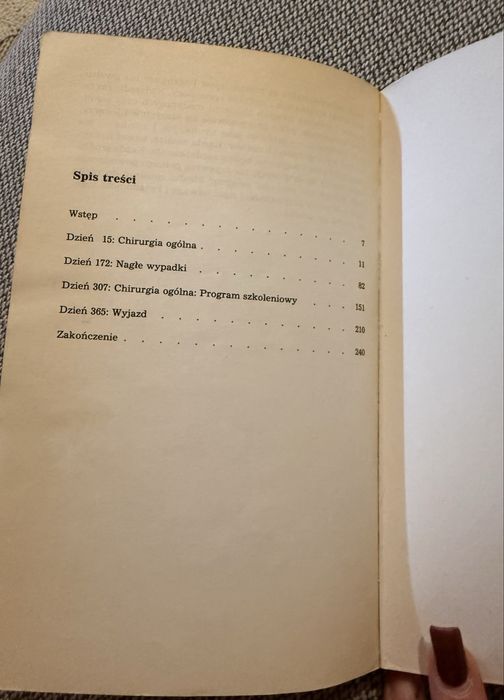 Spis treści
Wstęp . . . . . . . . . . . 7
Dzień 15: Chirurgia ogólna . . . . . . . 11
Dzień 172: Nagłe wypadki . . . . . . . 82
Dzień 307: Chirurgia ogólna: Program szkoleniowy . . . 151
Dzień 365: Wyjazd . . . . . . . . . 210
Zakończenie . . . . . . . . . . 240